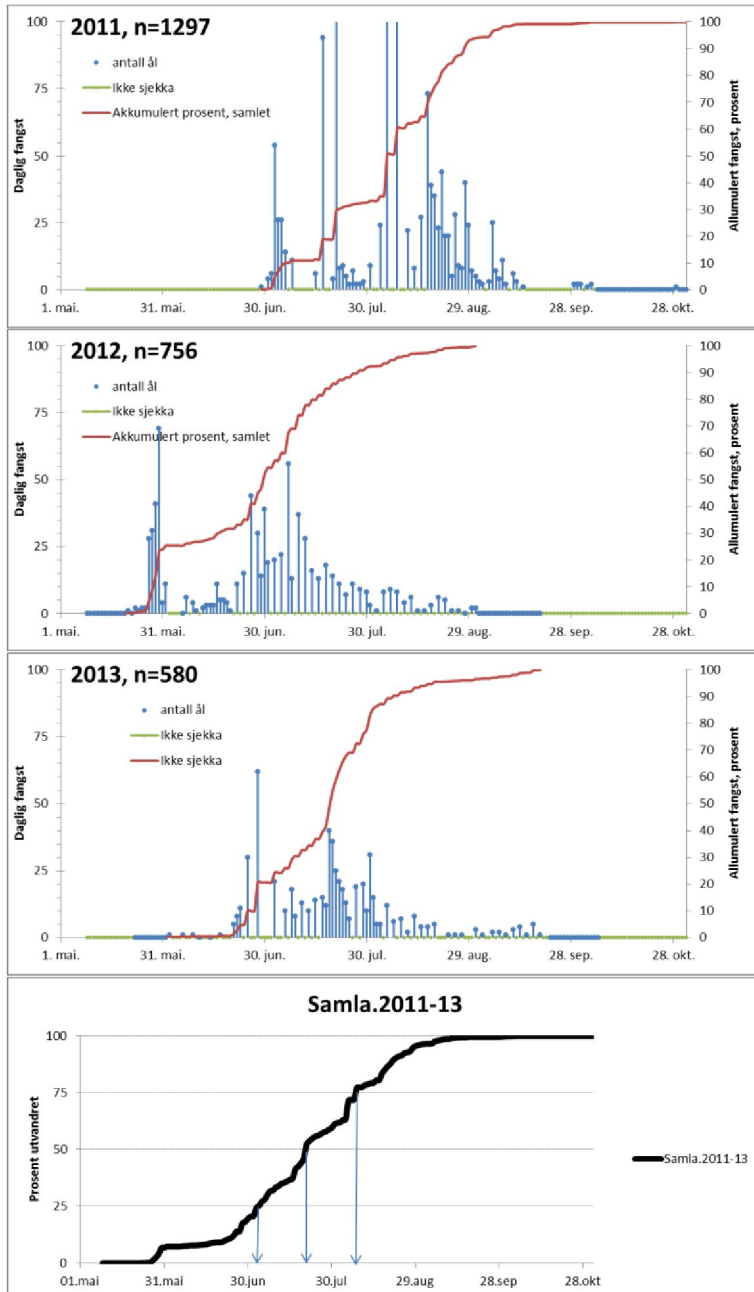 2011, n=1297
antall ål
Ikke sjekka
Akkumulert prosent, samlet
Daglig fangst
Allumulert fangst, prosent
100
75
50
25
0
100
90
80
70
60
50
40
30
20
10
0
1. mai. 31. mai. 30. jun. 30. jul. 29. aug. 28. sep. 28. okt.
2012, n=756
antall ål
Ikke sjekka
Akkumulert prosent, samlet
Daglig fangst
Allumulert fangst, prosent
100
75
50
25
0
100
90
80
70
60
50
40
30
20
10
0
1. mai. 31. mai. 30. jun. 30. jul. 29. aug. 28. sep. 28. okt.
2013, n=580
antall ål
Ikke sjekka
Ikke sjekka
Daglig fangst
Allumulert fangst, prosent
100
75
50
25
0
100
90
80
70
60
50
40
30
20
10
0
1. mai. 31. mai. 30. jun. 30. jul. 29. aug. 28. sep. 28. okt.
Samla.2011-13
Prosent utvandret
100
75
50
25
0
01.mai 31.mai 30.jun 30.jul 29.aug 28.sep 28.okt
Samla.2011-13